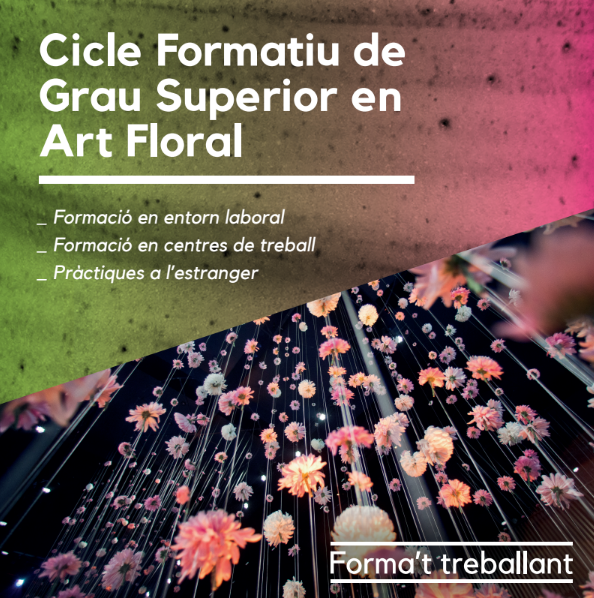 Cicle Formatiu de
Grau Superior en
Art Floral
_ Formació en entorn laboral
_ Formació en centres de treball
_ Pràctiques a l'estranger
Forma't treballant